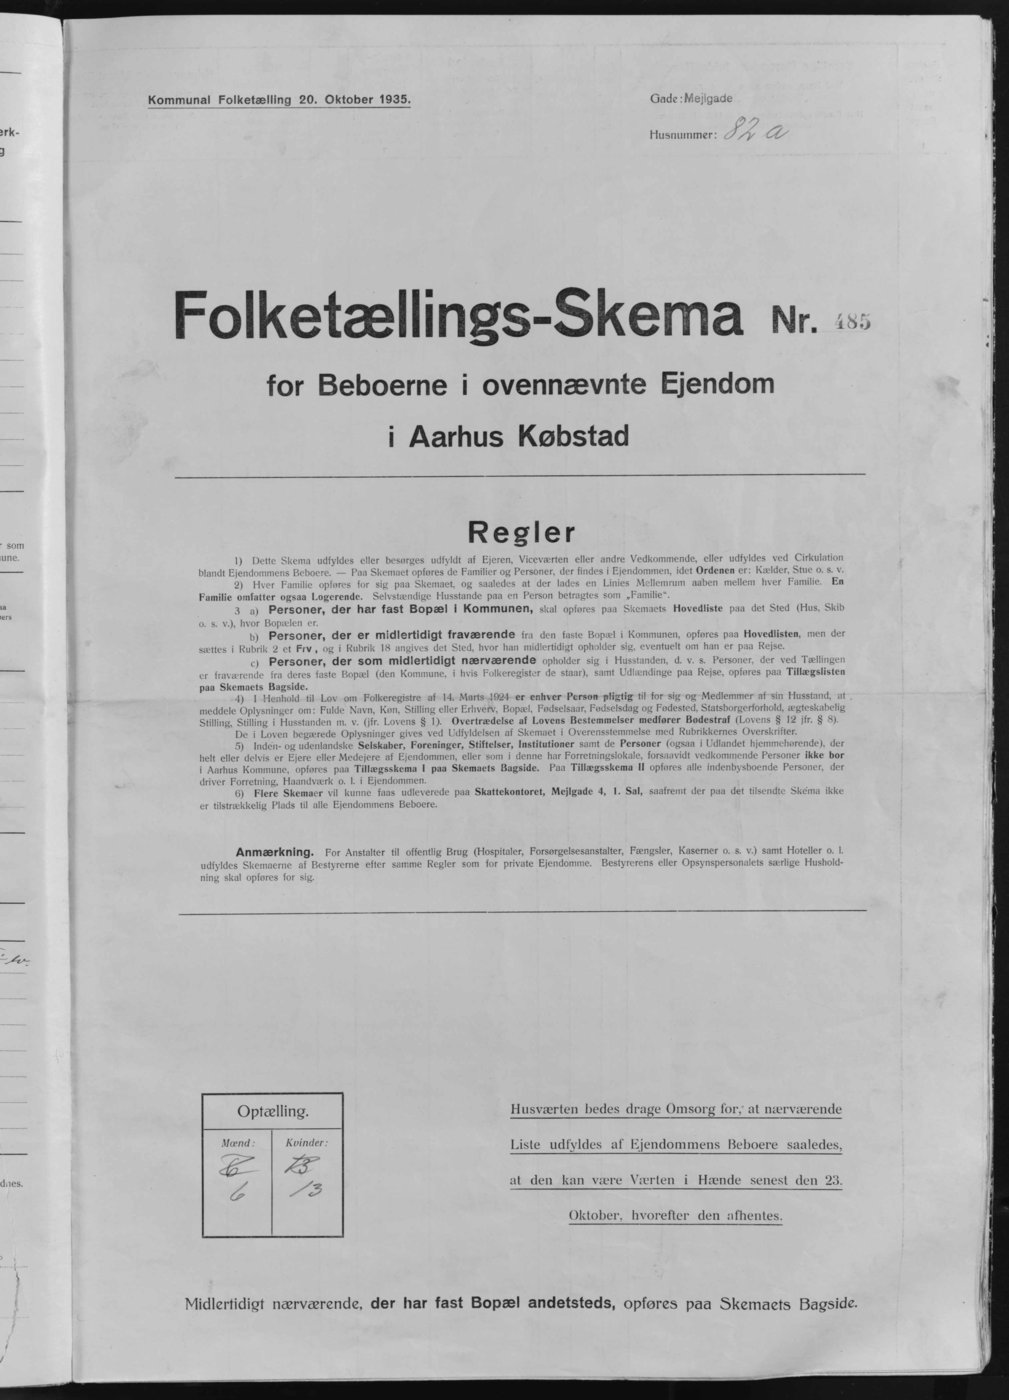 Kommunal Folketælling 20. Oktober 1935.
Gade: Mejlgade
Husnummer: 82 a
Folketællings-Skema Nr. 485
for Beboerne i ovennævnte Ejendom
i Aarhus Købstad
Regler
1) Dette Skema udfyldes eller besørges udfyldt af Ejeren, Viceværten eller andre Vedkommende, eller udfyldes ved Cirkulation
blandt Ejendommens Beboere. — Paa Skemaet opføres de Familier og Personer, der findes i Ejendommen, idet Ordenen er: Kælder, Stue o. s. v.
2) Hver Familie opføres for sig paa Skemaet, og saaledes at der lades en Linies Mellemrum aaben mellem hver Familie. En
Familie omfatter ogsaa Logerende. Selvstændige Husstande paa en Person betragtes som „Familie“.
3 a) Personer, der har fast Bopæl i Kommunen, skal opføres paa Skemaets Hovedliste paa det Sted (Hus, Skib
o. s. v.), hvor Bopælen er.
b) Personer, der er midlertidigt fraværende fra den faste Bopæl i Kommunen, opføres paa Hovedlisten, men der
sættes i Rubrik 2 et Frv., og i Rubrik 18 angives det Sted, hvor han midlertidigt opholder sig, eventuelt om han er paa Rejse.
c) Personer, der som midlertidigt nærværende opholder sig i Husstanden, d. v. s. Personer, der ved Tællingen
er fraværende fra deres faste Bopæl (den Kommune, i hvis Folkeregister de staar), samt Udlændinge paa Rejse, opføres paa Tillægslisten
paa Skemaets Bagside.
4) I Henhold til Lov om Folkeregistre af 14. Marts 1924 er enhver Person pligtig til for sig og Medlemmer af sin Husstand, at
meddele Oplysninger om: Fulde Navn, Køn, Stilling eller Erhverv, Bopæl, Fødselsaar, Fødselsdag og Fødested, Statsborgerforhold, ægteskabelig
Stilling, Stilling i Husstanden m. v. (jfr. Lovens § 1). Overtrædelse af Lovens Bestemmelser medfører Bødestraf (Lovens § 12 jfr. § 8).
De i Loven begærede Oplysninger gives ved Udfyldelsen af Skemaet i Overensstemmelse med Rubrikkernes Overskrifter.
5) Inden- og udenlandske Selskaber, Foreninger, Stiftelser, Institutioner samt de Personer (ogsaa i Udlandet hjemmehørende), der
helt eller delvis er Ejere eller Medejere af Ejendommen, eller som i denne har Forretningslokale, forsaavidt vedkommende Personer ikke bor
i Aarhus Kommune, opføres paa Tillægsskema I paa Skemaets Bagside. Paa Tillægsskema II opføres alle indenbysboende Personer, der
driver Forretning, Haandværk o. l. i Ejendommen.
6) Flere Skemaer vil kunne faas udleverede paa Skattekontoret, Mejlgade 4, 1. Sal, saafremt der paa det tilsendte Skema ikke
er tilstrækkelig Plads til alle Ejendommens Beboere.
Anmærkning. For Anstalter til offentlig Brug (Hospitaler, Forsørgelsesanstalter, Fængsler, Kaserner o. s. v.) samt Hoteller o. l.
udfyldes Skemaerne af Bestyrerne efter samme Regler som for private Ejendomme. Bestyrerens eller Opsynspersonalets særlige Hushold-
ning skal opføres for sig.
Optælling.
Mænd: Kvinder:
6 13
Husværten bedes drage Omsorg for, at nærværende
Liste udfyldes af Ejendommens Beboere saaledes,
at den kan være Værten i Hænde senest den 23.
Oktober, hvorefter den afhentes.
Midlertidigt nærværende, der har fast Bopæl andetsteds, opføres paa Skemaets Bagside.